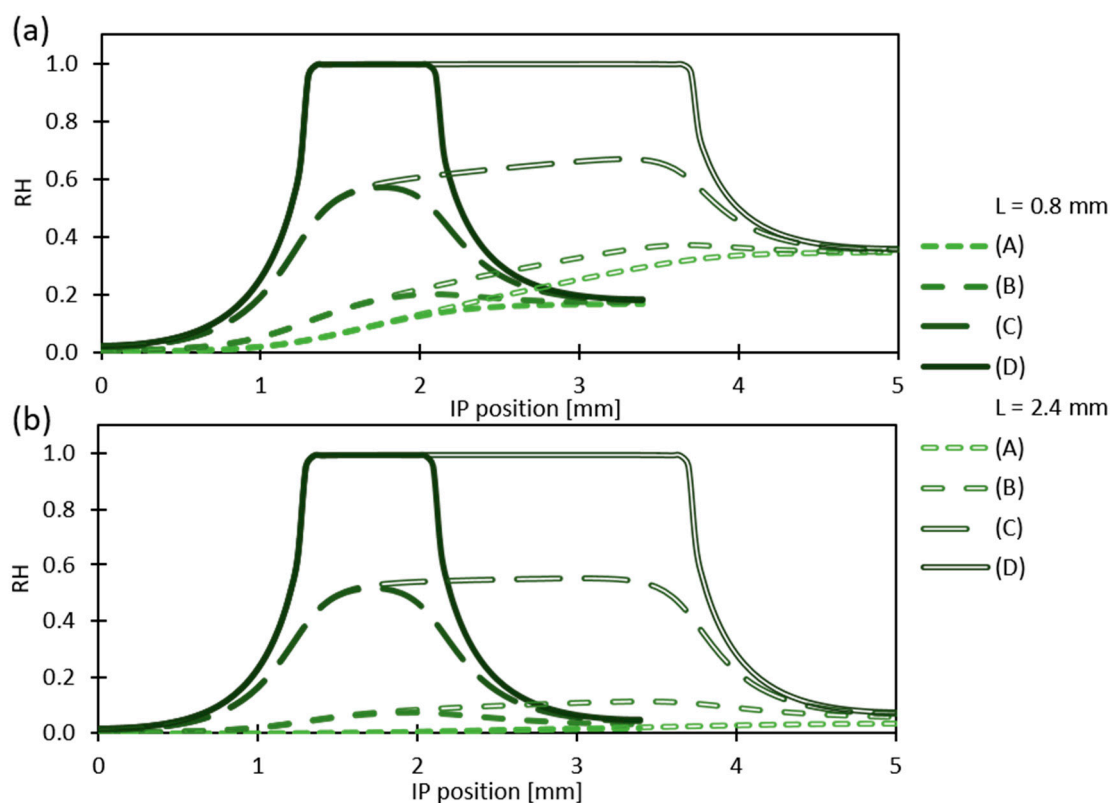 (a)
1.0
0.8
0.6
0.4
0.2
0.0
RH
0 1 2 3 4 5
IP position [mm]
(b)
1.0
0.8
0.6
0.4
0.2
0.0
RH
0 1 2 3 4 5
IP position [mm]
L = 0.8 mm
(A)
(B)
(C)
(D)
L = 2.4 mm
(A)
(B)
(C)
(D)